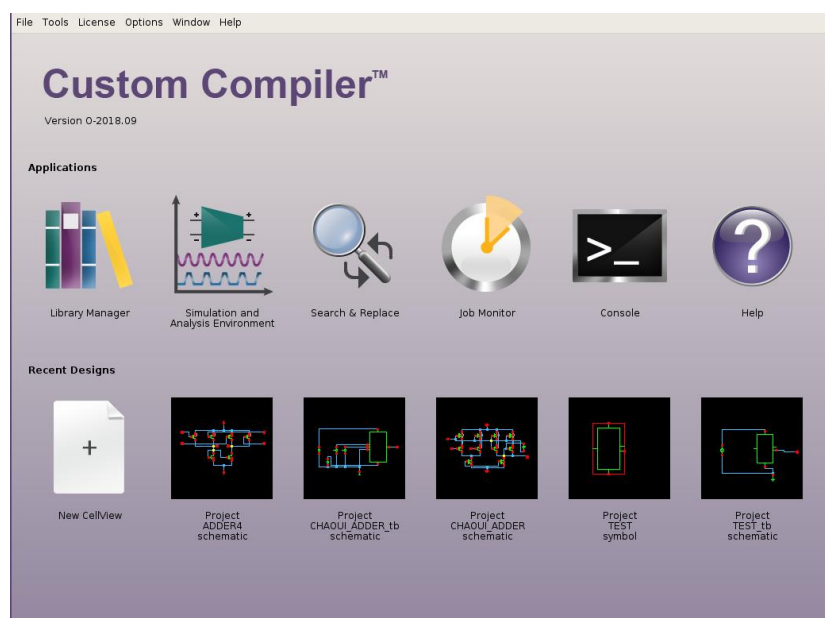 File Tools License Options Window Help
Custom Compiler™
Version O-2018.09
Applications
Library Manager
Simulation and
Analysis Environment
Search & Replace
Job Monitor
>_
Console
?
Help
Recent Designs
+
New CellView
Project
ADDER4
schematic
Project
CHAOUI_ADDER_tb
schematic
Project
CHAOUI_ADDER
schematic
Project
TEST
symbol
Project
TEST_tb
schematic